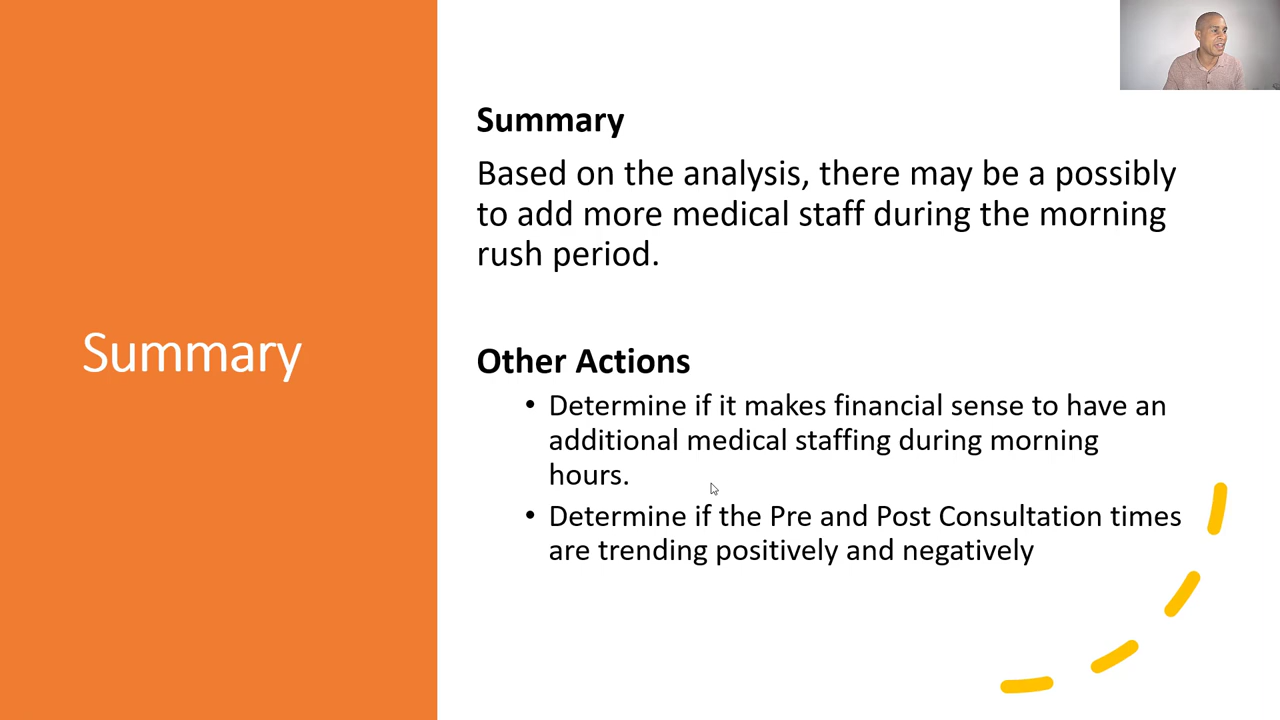 Summary
Summary
Based on the analysis, there may be a possibly
to add more medical staff during the morning
rush period.
Other Actions
• Determine if it makes financial sense to have an
additional medical staffing during morning
hours.
• Determine if the Pre and Post Consultation times
are trending positively and negatively